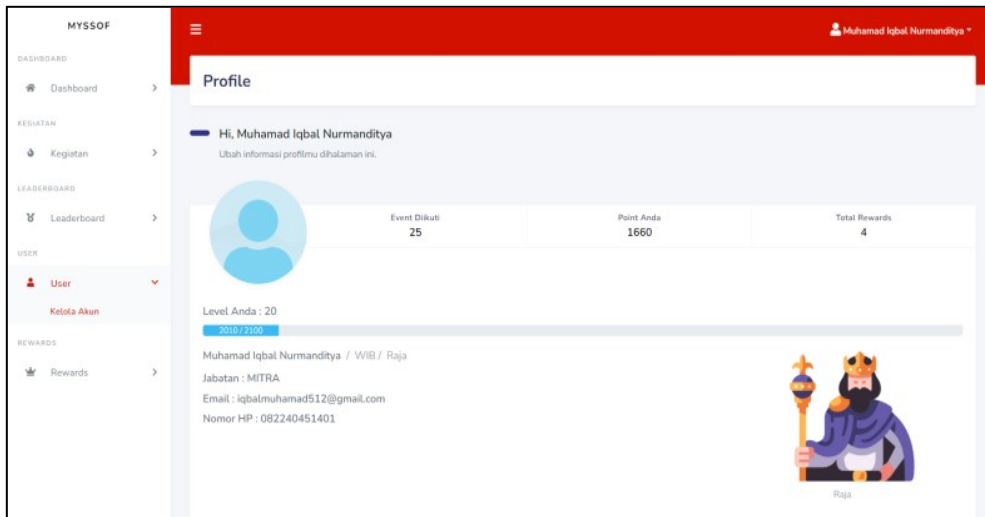 MYSSOF
Muhamad Iqbal Nurmanditya
DASHBOARD
Dashboard
KEGIATAN
Kegiatan
LEADERBOARD
Leaderboard
USER
User
Kelola Akun
REWARDS
Rewards
Profile
Hi, Muhamad Iqbal Nurmanditya
Ubah informasi profilmu dihalaman ini.
Event Diikuti
25
Point Anda
1660
Total Rewards
4
Level Anda : 20
2010 / 2100
Muhamad Iqbal Nurmanditya / WIB / Raja
Jabatan : MITRA
Email : iqbalmuhamad512@gmail.com
Nomor HP : 082240451401
Raja